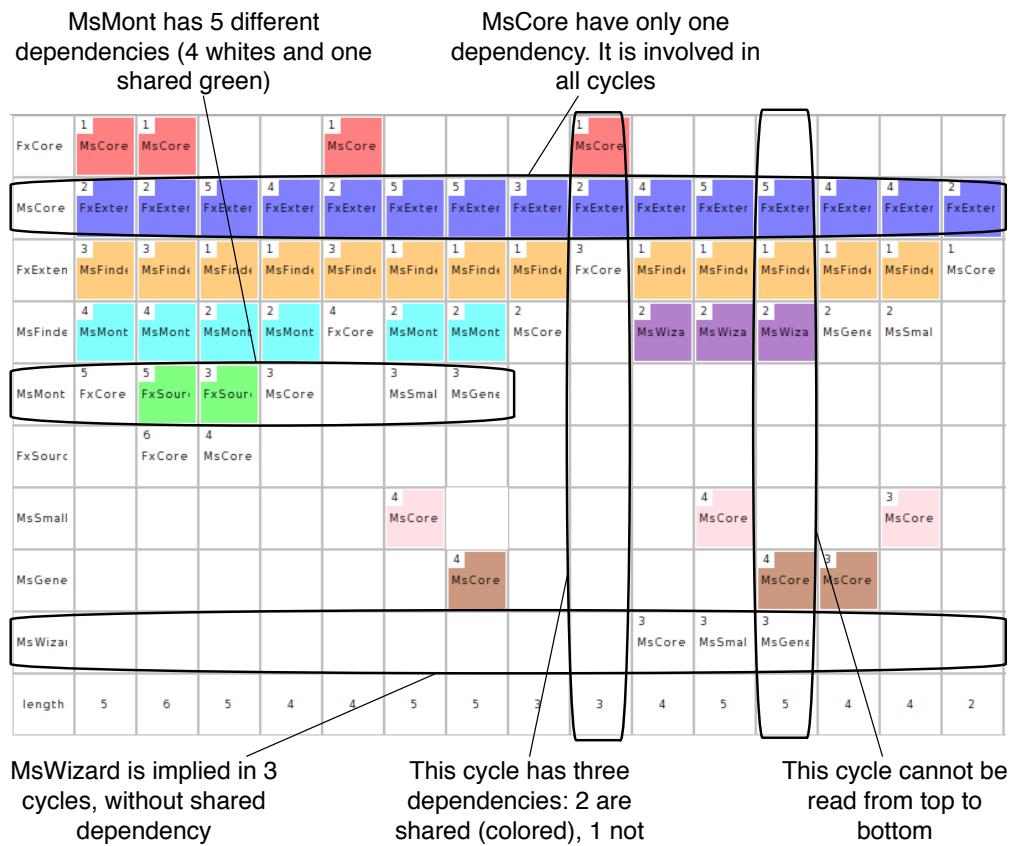 MsMont has 5 different
dependencies (4 whites and one
shared green)
MsCore have only one
dependency. It is involved in
all cycles
1 1 1 1
FxCore MsCore MsCore MsCore MsCore
2 2 5 4 2 5 5 3 2 4 5 5 4 4 2
MsCore FxExter FxExter FxExter FxExter FxExter FxExter FxExter FxExter FxExter FxExter FxExter FxExter FxExter FxExter FxExter
3 3 1 1 3 1 1 1 3 1 1 1 1 1 1
FxExten MsFinde MsFinde MsFinde MsFinde MsFinde MsFinde MsFinde MsFinde FxCore MsFinde MsFinde MsFinde MsFinde MsFinde MsCore
4 4 2 2 4 2 2 2 2 2 2 2 2
MsFinde MsMont MsMont MsMont MsMont FxCore MsMont MsMont MsCore MsWiza MsWiza MsWiza MsGene MsSmal
5 5 3 3 3 3
MsMont FxCore FxSour FxSour MsCore MsSmal MsGene
6 4
FxSourc FxCore MsCore
4 4 3
MsSmall MsCore MsCore MsCore
4 4 3
MsGene MsCore MsCore MsCore
3 3 3
MsWizar MsCore MsSmal MsGene
length 5 6 5 4 4 5 5 3 3 4 5 5 4 4 2
MsWizard is implied in 3
cycles, without shared
dependency
This cycle has three
dependencies: 2 are
shared (colored), 1 not
This cycle cannot be
read from top to
bottom